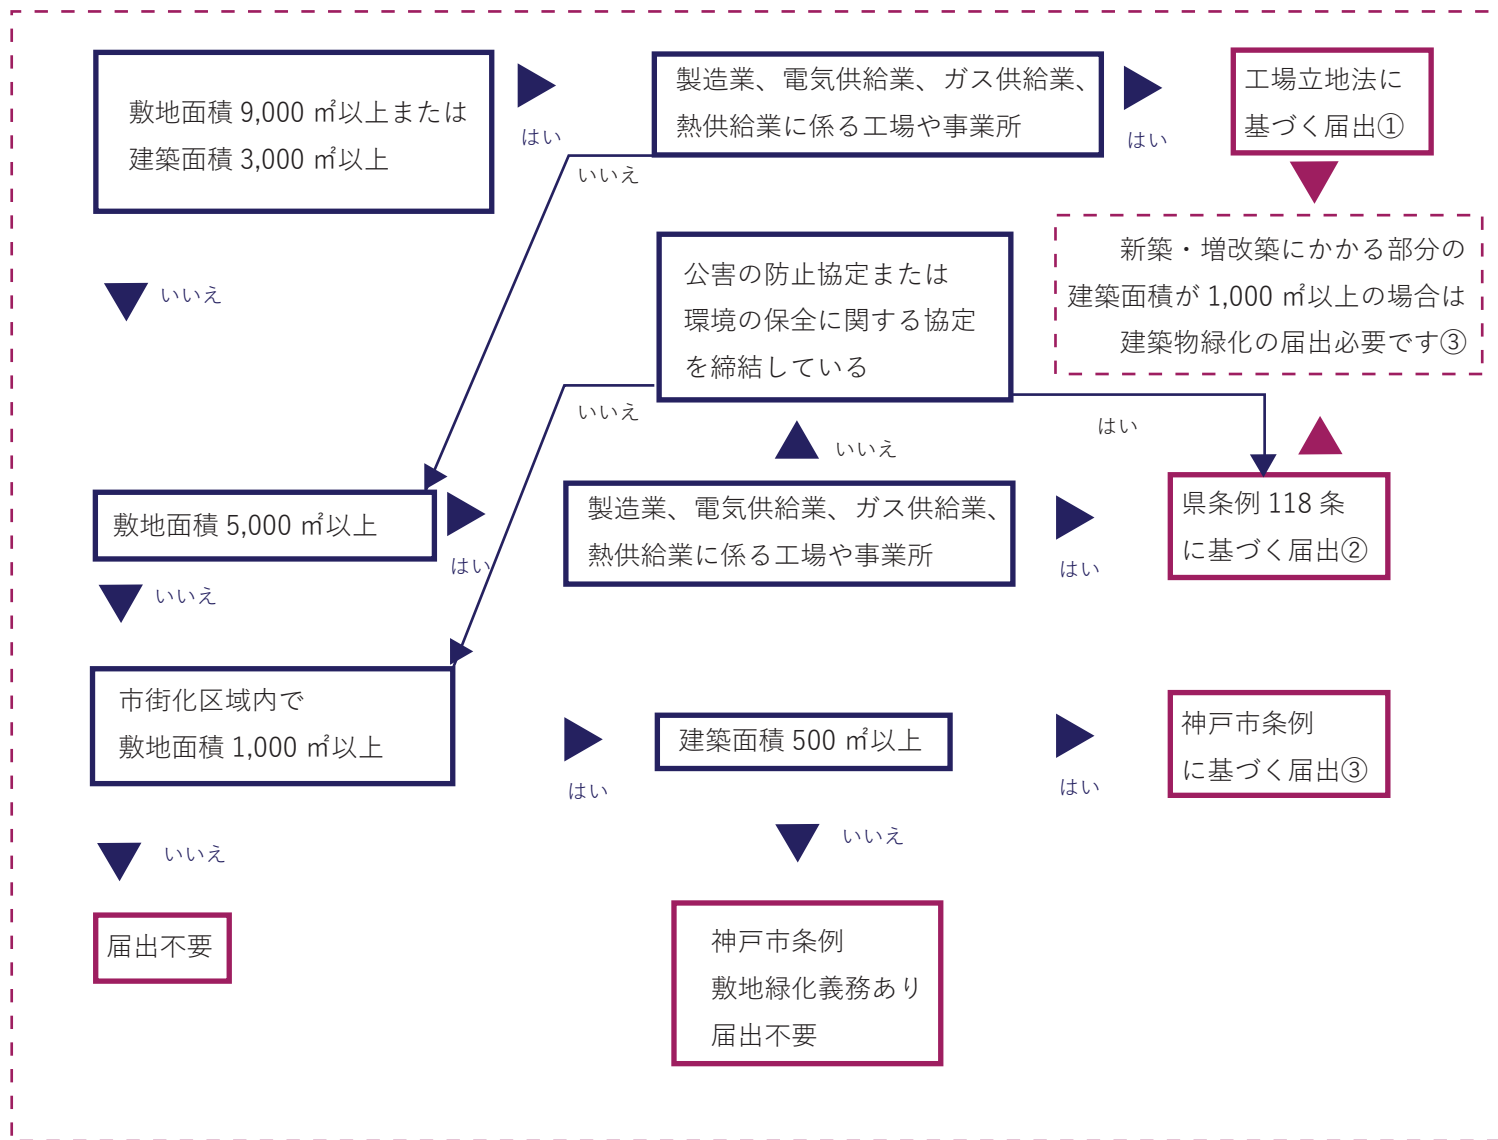 敷地面積 9,000 ㎡以上または
建築面積 3,000 ㎡以上
はい
製造業、電気供給業、ガス供給業、
熱供給業に係る工場や事業所
はい
工場立地法に
基づく届出①
いいえ
いいえ
新築・増改築にかかる部分の
建築面積が 1,000 ㎡以上の場合は
建築物緑化の届出必要です③
公害の防止協定または
環境の保全に関する協定
を締結している
いいえ
はい
いいえ
敷地面積 5,000 ㎡以上
はい
製造業、電気供給業、ガス供給業、
熱供給業に係る工場や事業所
はい
県条例 118 条
に基づく届出②
いいえ
市街化区域内で
敷地面積 1,000 ㎡以上
はい
建築面積 500 ㎡以上
はい
神戸市条例
に基づく届出③
いいえ
いいえ
届出不要
神戸市条例
敷地緑化義務あり
届出不要